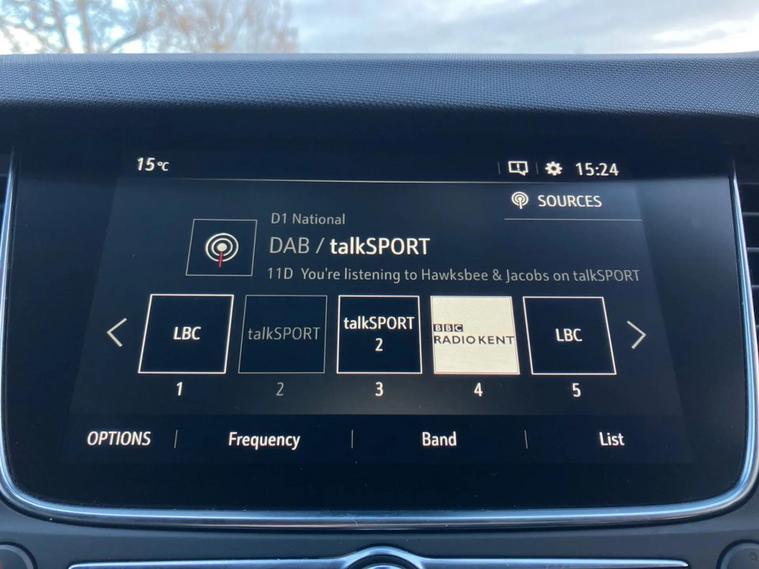 15°C
15:24
SOURCES
D1 National
DAB / talkSPORT
11D You're listening to Hawksbee & Jacobs on talkSPORT
LBC
talkSPORT
talkSPORT
2
BBC
RADIO KENT
LBC
1 2 3 4 5
OPTIONS Frequency Band List